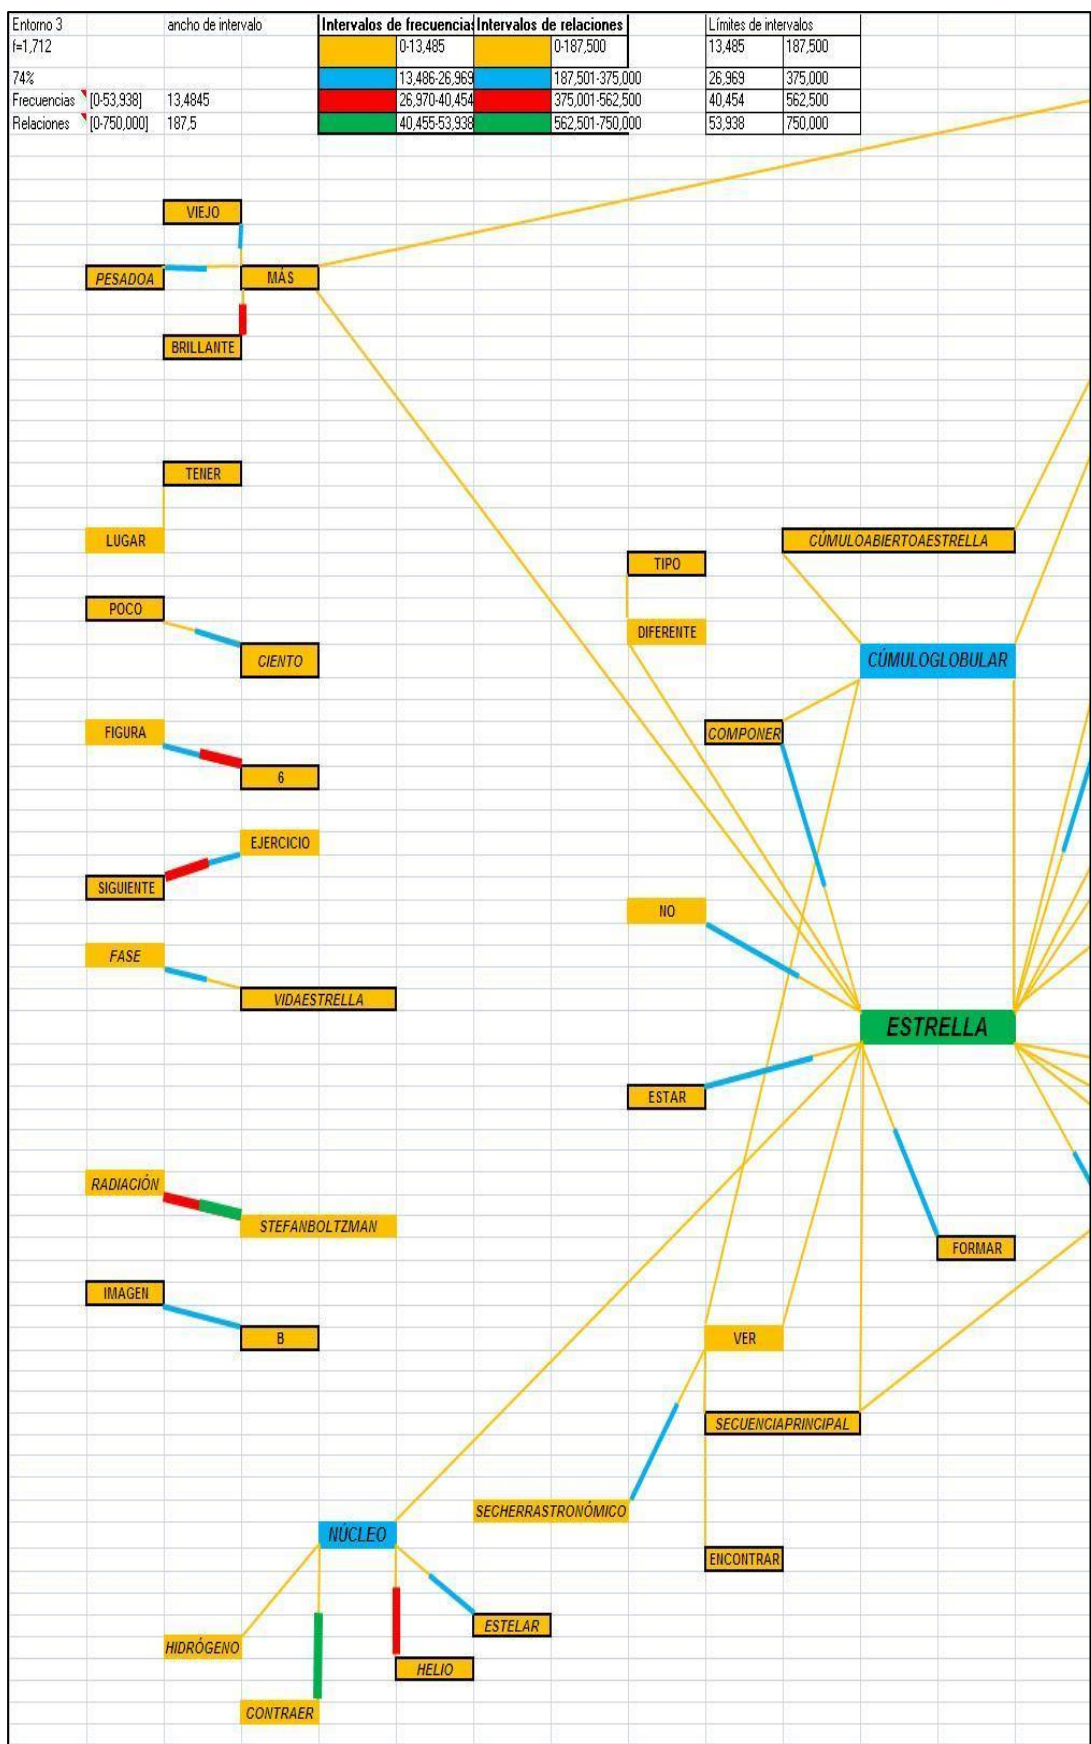 Entorno 3 ancho de intervalo Intervalos de frecuencias Intervalos de relaciones Límites de intervalos
f=1,712 0-13,485 0-187,500 13,485 187,500
74% 13,486-26,969 187,501-375,000 26,969 375,000
Frecuencias [0-53,938] 13,4845 26,970-40,454 375,001-562,500 40,454 562,500
Relaciones [0-750,000] 187,5 40,455-53,938 562,501-750,000 53,938 750,000
VIEJO
PESADOA MÁS
BRILLANTE
TENER
LUGAR CÚMULOABIERTOAESTRELLA
TIPO
POCO
DIFERENTE
CIENTO CÚMULOGLOBULAR
FIGURA COMPONER
6
EJERCICIO
SIGUIENTE
NO
FASE
VIDAESTRELLA
ESTRELLA
ESTAR
RADIACIÓN
STEFANBOLTZMAN
FORMAR
IMAGEN
B VER
SECUENCIAPRINCIPAL
SECHERRASTRONÓMICO
NÚCLEO
ENCONTRAR
ESTELAR
HIDRÓGENO
HELIO
CONTRAER